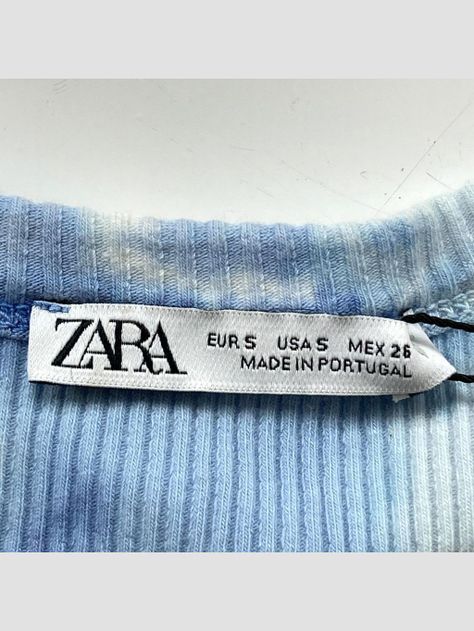 ZARA
EUR S USA S MEX 26
MADE IN PORTUGAL